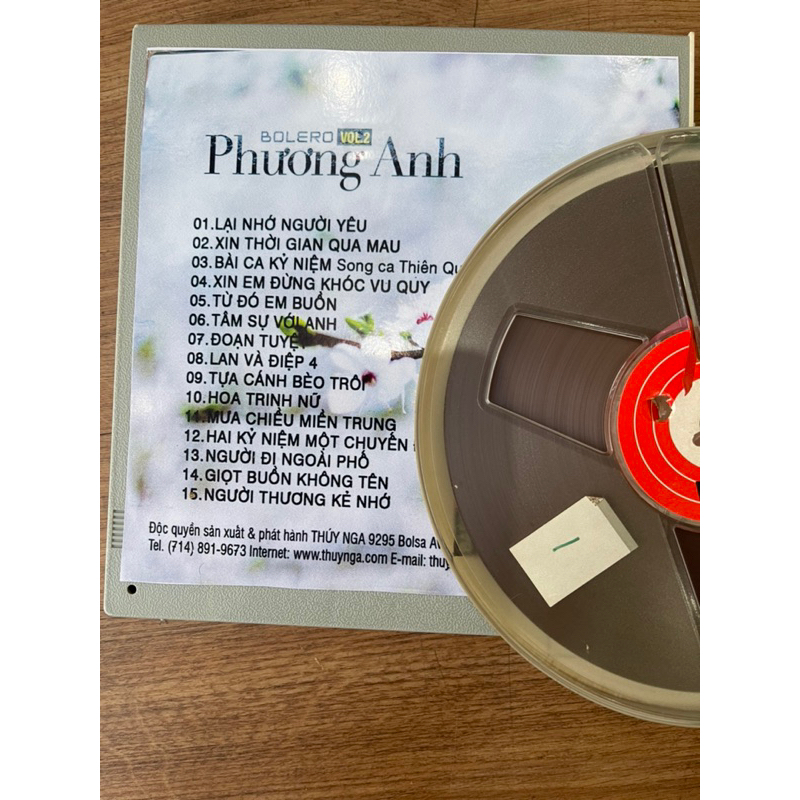 BOLERO VOL.2
Phương Anh
01.LẠI NHỚ NGƯỜI YÊU
02.XIN THỜI GIAN QUA MAU
03.BÀI CA KỶ NIỆM Song ca Thiên
04.XIN EM ĐỪNG KHÓC VU QUY
05.TỪ ĐÓ EM BUỒN
06.TÂM SỰ VỚI ANH
07.ĐOẠN TUYỆT
08.LAN VÀ ĐIỆP 4
09.TỰA CÁNH BÈO TRÔI
10.HOA TRINH NỮ
11.MƯA CHIỀU MIỀN TRUNG
12.HAI KỶ NIỆM MỘT CHUYẾN
13.NGƯỜI ĐI NGOÀI PHỐ
14.GIỌT BUỒN KHÔNG TÊN
15.NGƯỜI THƯƠNG KẺ NHỚ
Độc quyền sản xuất & phát hành THÚY NGA 9295 Bolsa
Tel. (714) 891-9673 Internet: www.thuynga.com E-mail: